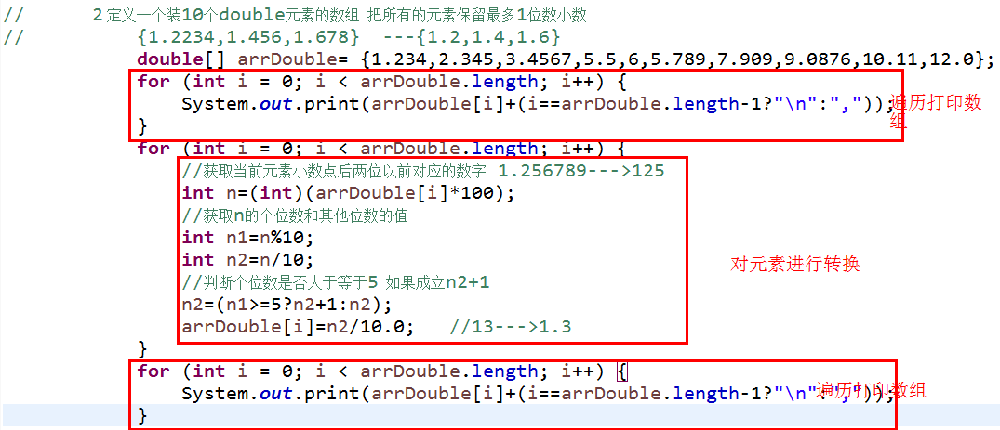 //      2 定义一个装10个double元素的数组 把所有的元素保留最多1位数小数
//      {1.2234,1.456,1.678}  ---{1.2,1.4,1.6}
double[] arrDouble= {1.234,2.345,3.4567,5.5,6,5.789,7.909,9.0876,10.11,12.0};
for (int i = 0; i < arrDouble.length; i++) {
    System.out.print(arrDouble[i]+(i==arrDouble.length-1?"\n":","));
遍历打印数
组
}
for (int i = 0; i < arrDouble.length; i++) {
    //获取当前元素小数点后两位以前对应的数字 1.256789--->125
    int n=(int)(arrDouble[i]*100);
    //获取n的个位数和其他位数的值
    int n1=n%10;
    int n2=n/10;
对元素进行转换
    //判断个位数是否大于等于5 如果成立n2+1
    n2=(n1>=5?n2+1:n2);
    arrDouble[i]=n2/10.0;   //13--->1.3
}
for (int i = 0; i < arrDouble.length; i++) {
    System.out.print(arrDouble[i]+(i==arrDouble.length-1?"\n":","));
遍历打印数组
}